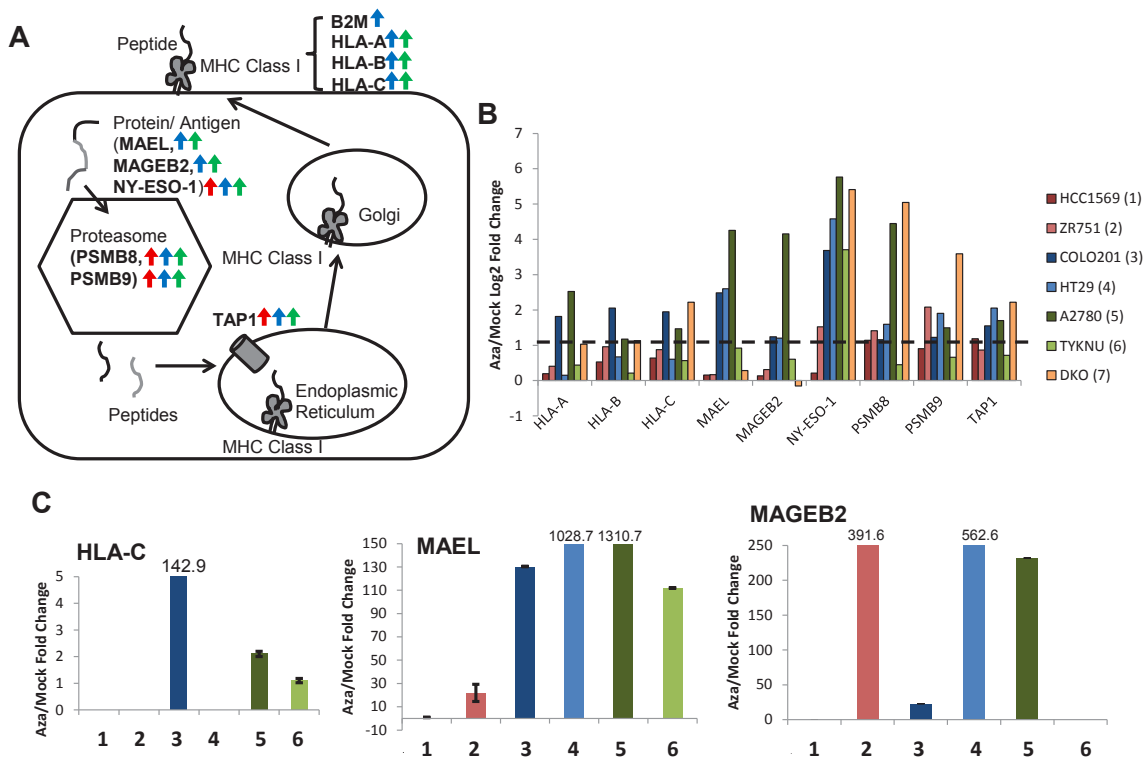 A
Peptide
MHC Class I
B2M
HLA-A
HLA-B
HLA-C
Protein/ Antigen
(MAEL,
MAGEB2,
NY-ESO-1)
Proteasome
(PSMB8,
PSMB9)
Peptides
TAP1
Endoplasmic
Reticulum
MHC Class I
Golgi
MHC Class I
B
Aza/Mock Log2 Fold Change
7
6
5
4
3
2
1
0
-1
HLA-A
HLA-B
HLA-C
MAEL
MAGEB2
NY-ESO-1
PSMB8
PSMB9
TAP1
HCC1569 (1)
ZR751 (2)
COLO201 (3)
HT29 (4)
A2780 (5)
TYKNU (6)
DKO (7)
C
HLA-C
Aza/Mock Fold Change
5
4
3
2
1
0
142.9
1 2 3 4 5 6
MAEL
Aza/Mock Fold Change
150
130
110
90
70
50
30
10
-10
1028.7 1310.7
1 2 3 4 5 6
MAGEB2
Aza/Mock Fold Change
250
200
150
100
50
0
391.6 562.6
1 2 3 4 5 6